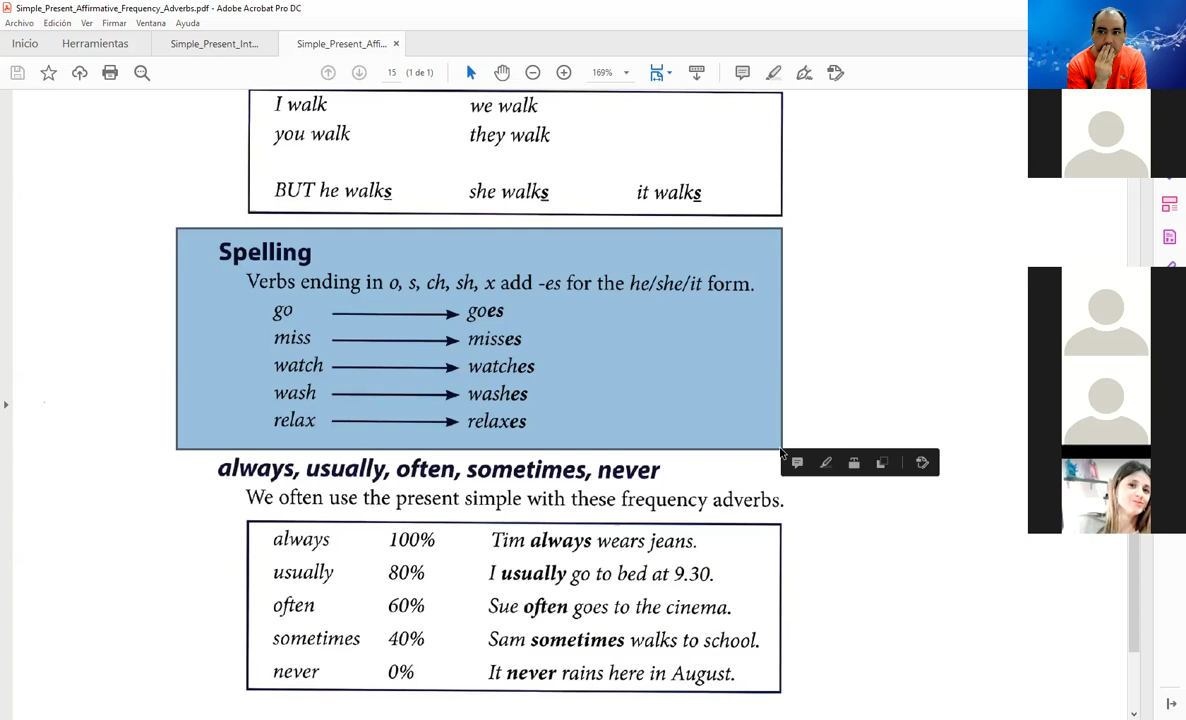 Simple_Present_Affirmative_Frequency_Adverbs.pdf - Adobe Acrobat Pro DC
Archivo Edición Ver Firmar Ventana Ayuda
Inicio Herramientas Simple_Present_Int... Simple_Present_Affi... ×
15 (1 de 1) 169%
I walk we walk
you walk they walk
BUT he walks she walks it walks
Spelling
Verbs ending in o, s, ch, sh, x add -es for the he/she/it form.
go goes
miss misses
watch watches
wash washes
relax relaxes
always, usually, often, sometimes, never
We often use the present simple with these frequency adverbs.
always 100% Tim always wears jeans.
usually 80% I usually go to bed at 9.30.
often 60% Sue often goes to the cinema.
sometimes 40% Sam sometimes walks to school.
never 0% It never rains here in August.